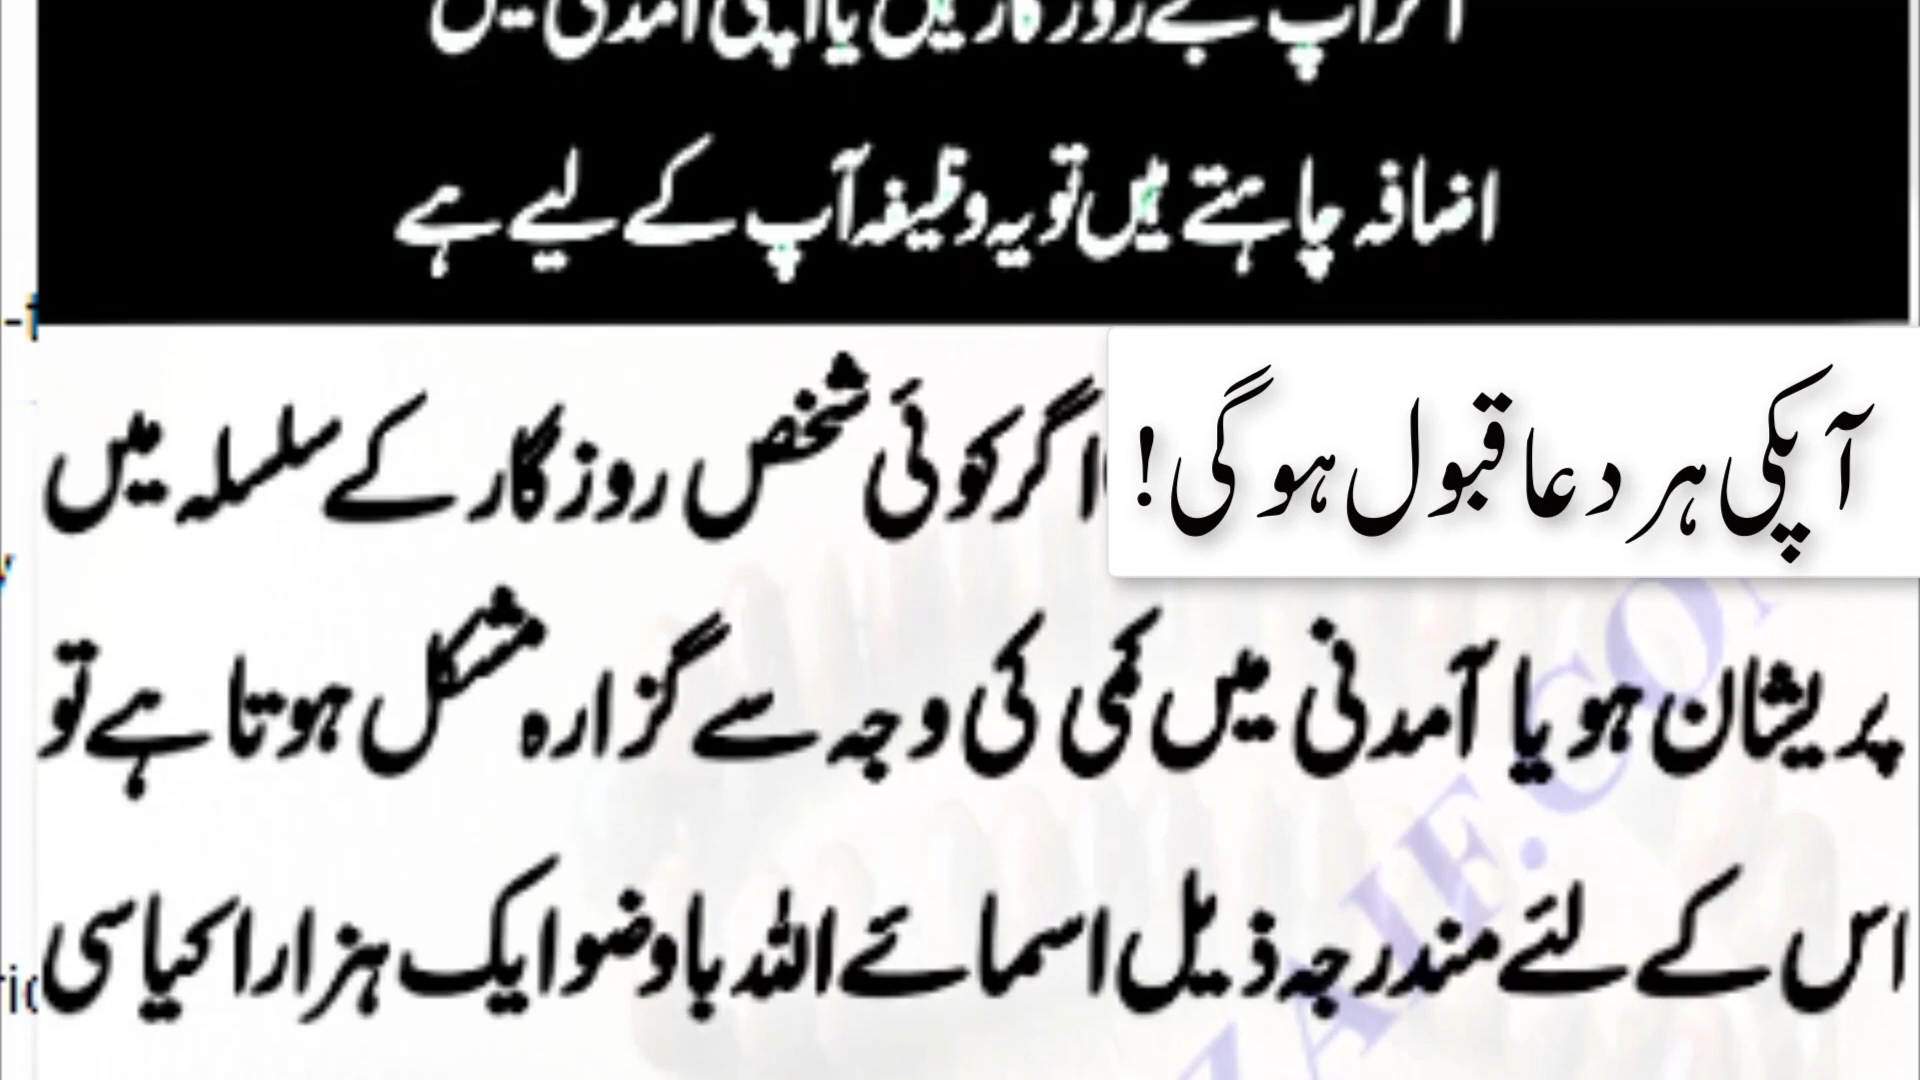 اگر آپ بے روزگار ہیں یا اپنی آمدنی میں
اضافہ چاہتے ہیں تو یہ وظیفہ آپ کے لیے ہے
آپکی ہر دعا قبول ہو گی!
اگر کوئی شخص روزگار کے سلسلہ میں
پریشان ہو یا آمدنی میں کمی کی وجہ سے گزارہ مشکل ہوتا ہے تو
اس کے لئے مندرجہ ذیل اسمائے اللہ باوضو ایک ہزار اکیاسی